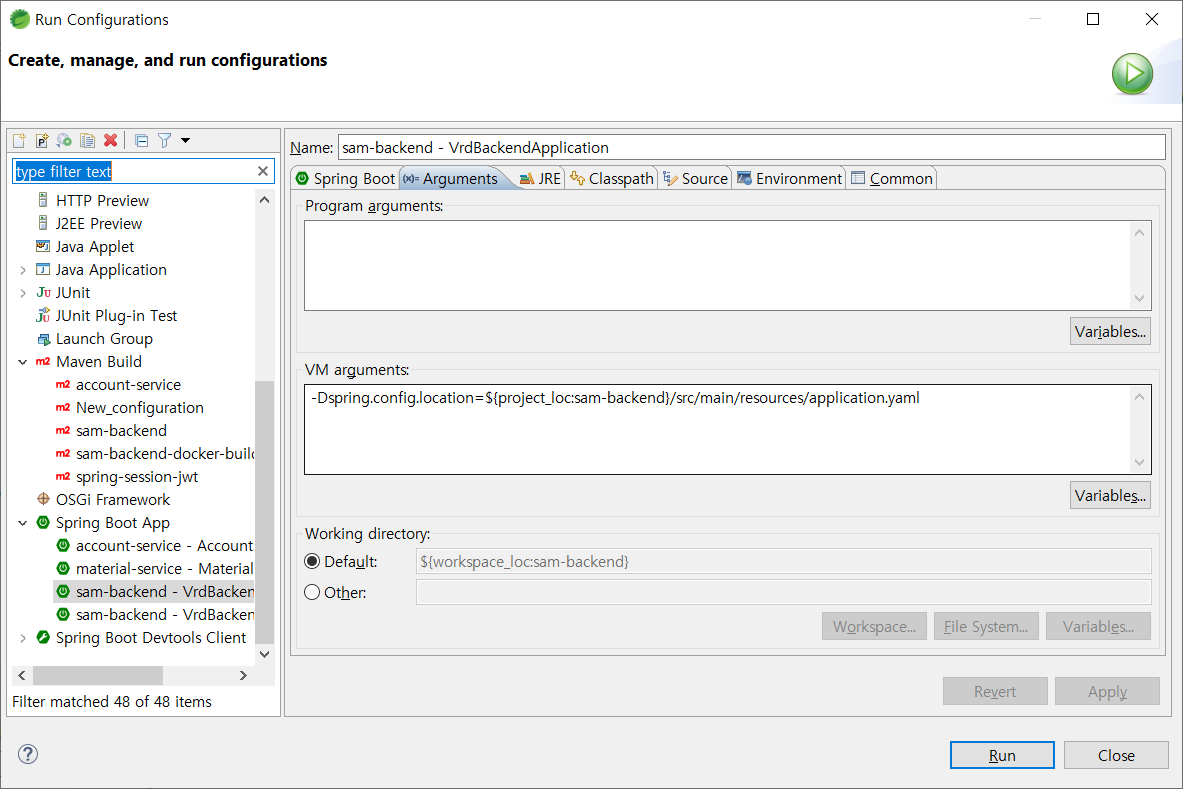 Run Configurations
Create, manage, and run configurations
type filter text
HTTP Preview
J2EE Preview
Java Applet
Java Application
JUnit
JUnit Plug-in Test
Launch Group
Maven Build
account-service
New_configuration
sam-backend
sam-backend-docker-build
spring-session-jwt
OSGi Framework
Spring Boot App
account-service - Account
material-service - Material
sam-backend - VrdBacken
sam-backend - VrdBacken
Spring Boot Devtools Client
Filter matched 48 of 48 items
Name: sam-backend - VrdBackendApplication
Spring Boot Arguments JRE Classpath Source Environment Common
Program arguments:
Variables...
VM arguments:
-Dspring.config.location=${project_loc:sam-backend}/src/main/resources/application.yaml
Variables...
Working directory:
Default: ${workspace_loc:sam-backend}
Other:
Workspace... File System... Variables...
Revert Apply
Run Close